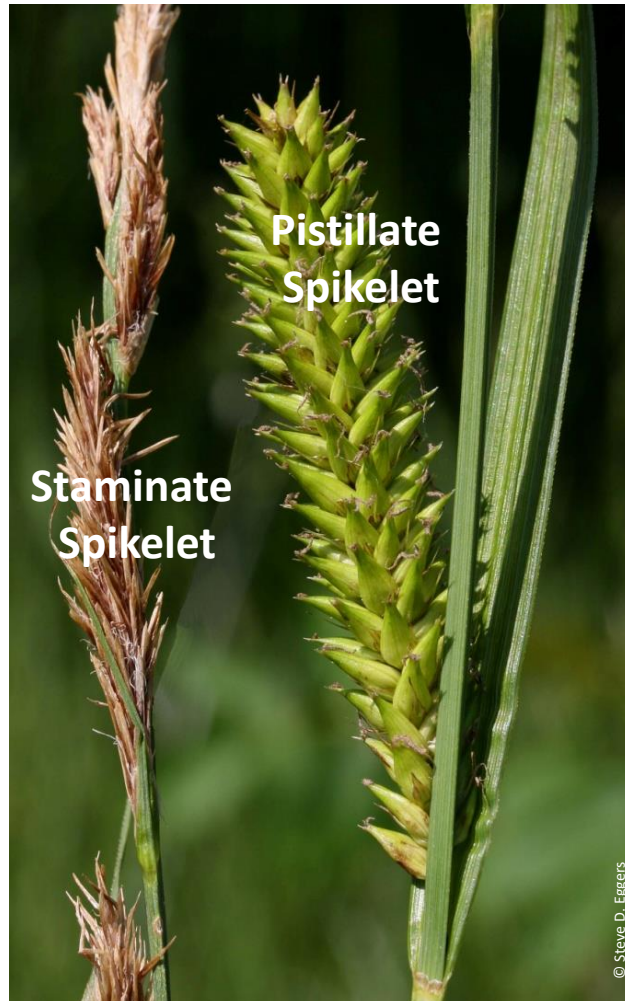 Pistillate
Spikelet
Staminate
Spikelet
© Steve D. Eggers